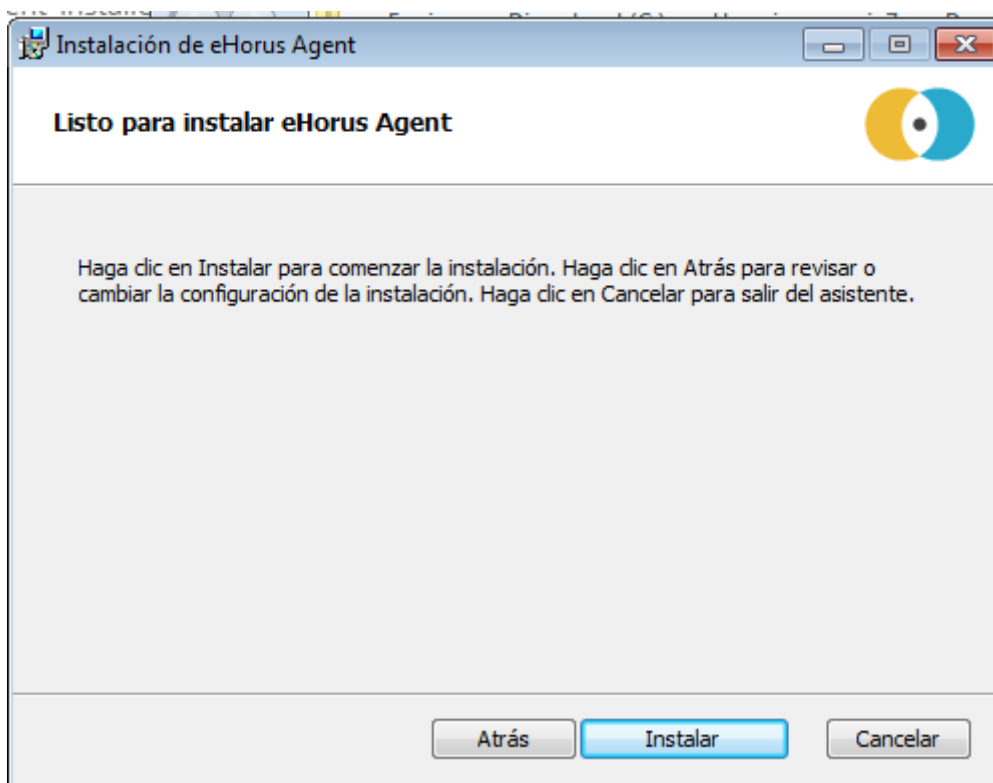 Instalación de eHorus Agent
Listo para instalar eHorus Agent
Haga clic en Instalar para comenzar la instalación. Haga clic en Atrás para revisar o
cambiar la configuración de la instalación. Haga clic en Cancelar para salir del asistente.
Atrás
Instalar
Cancelar